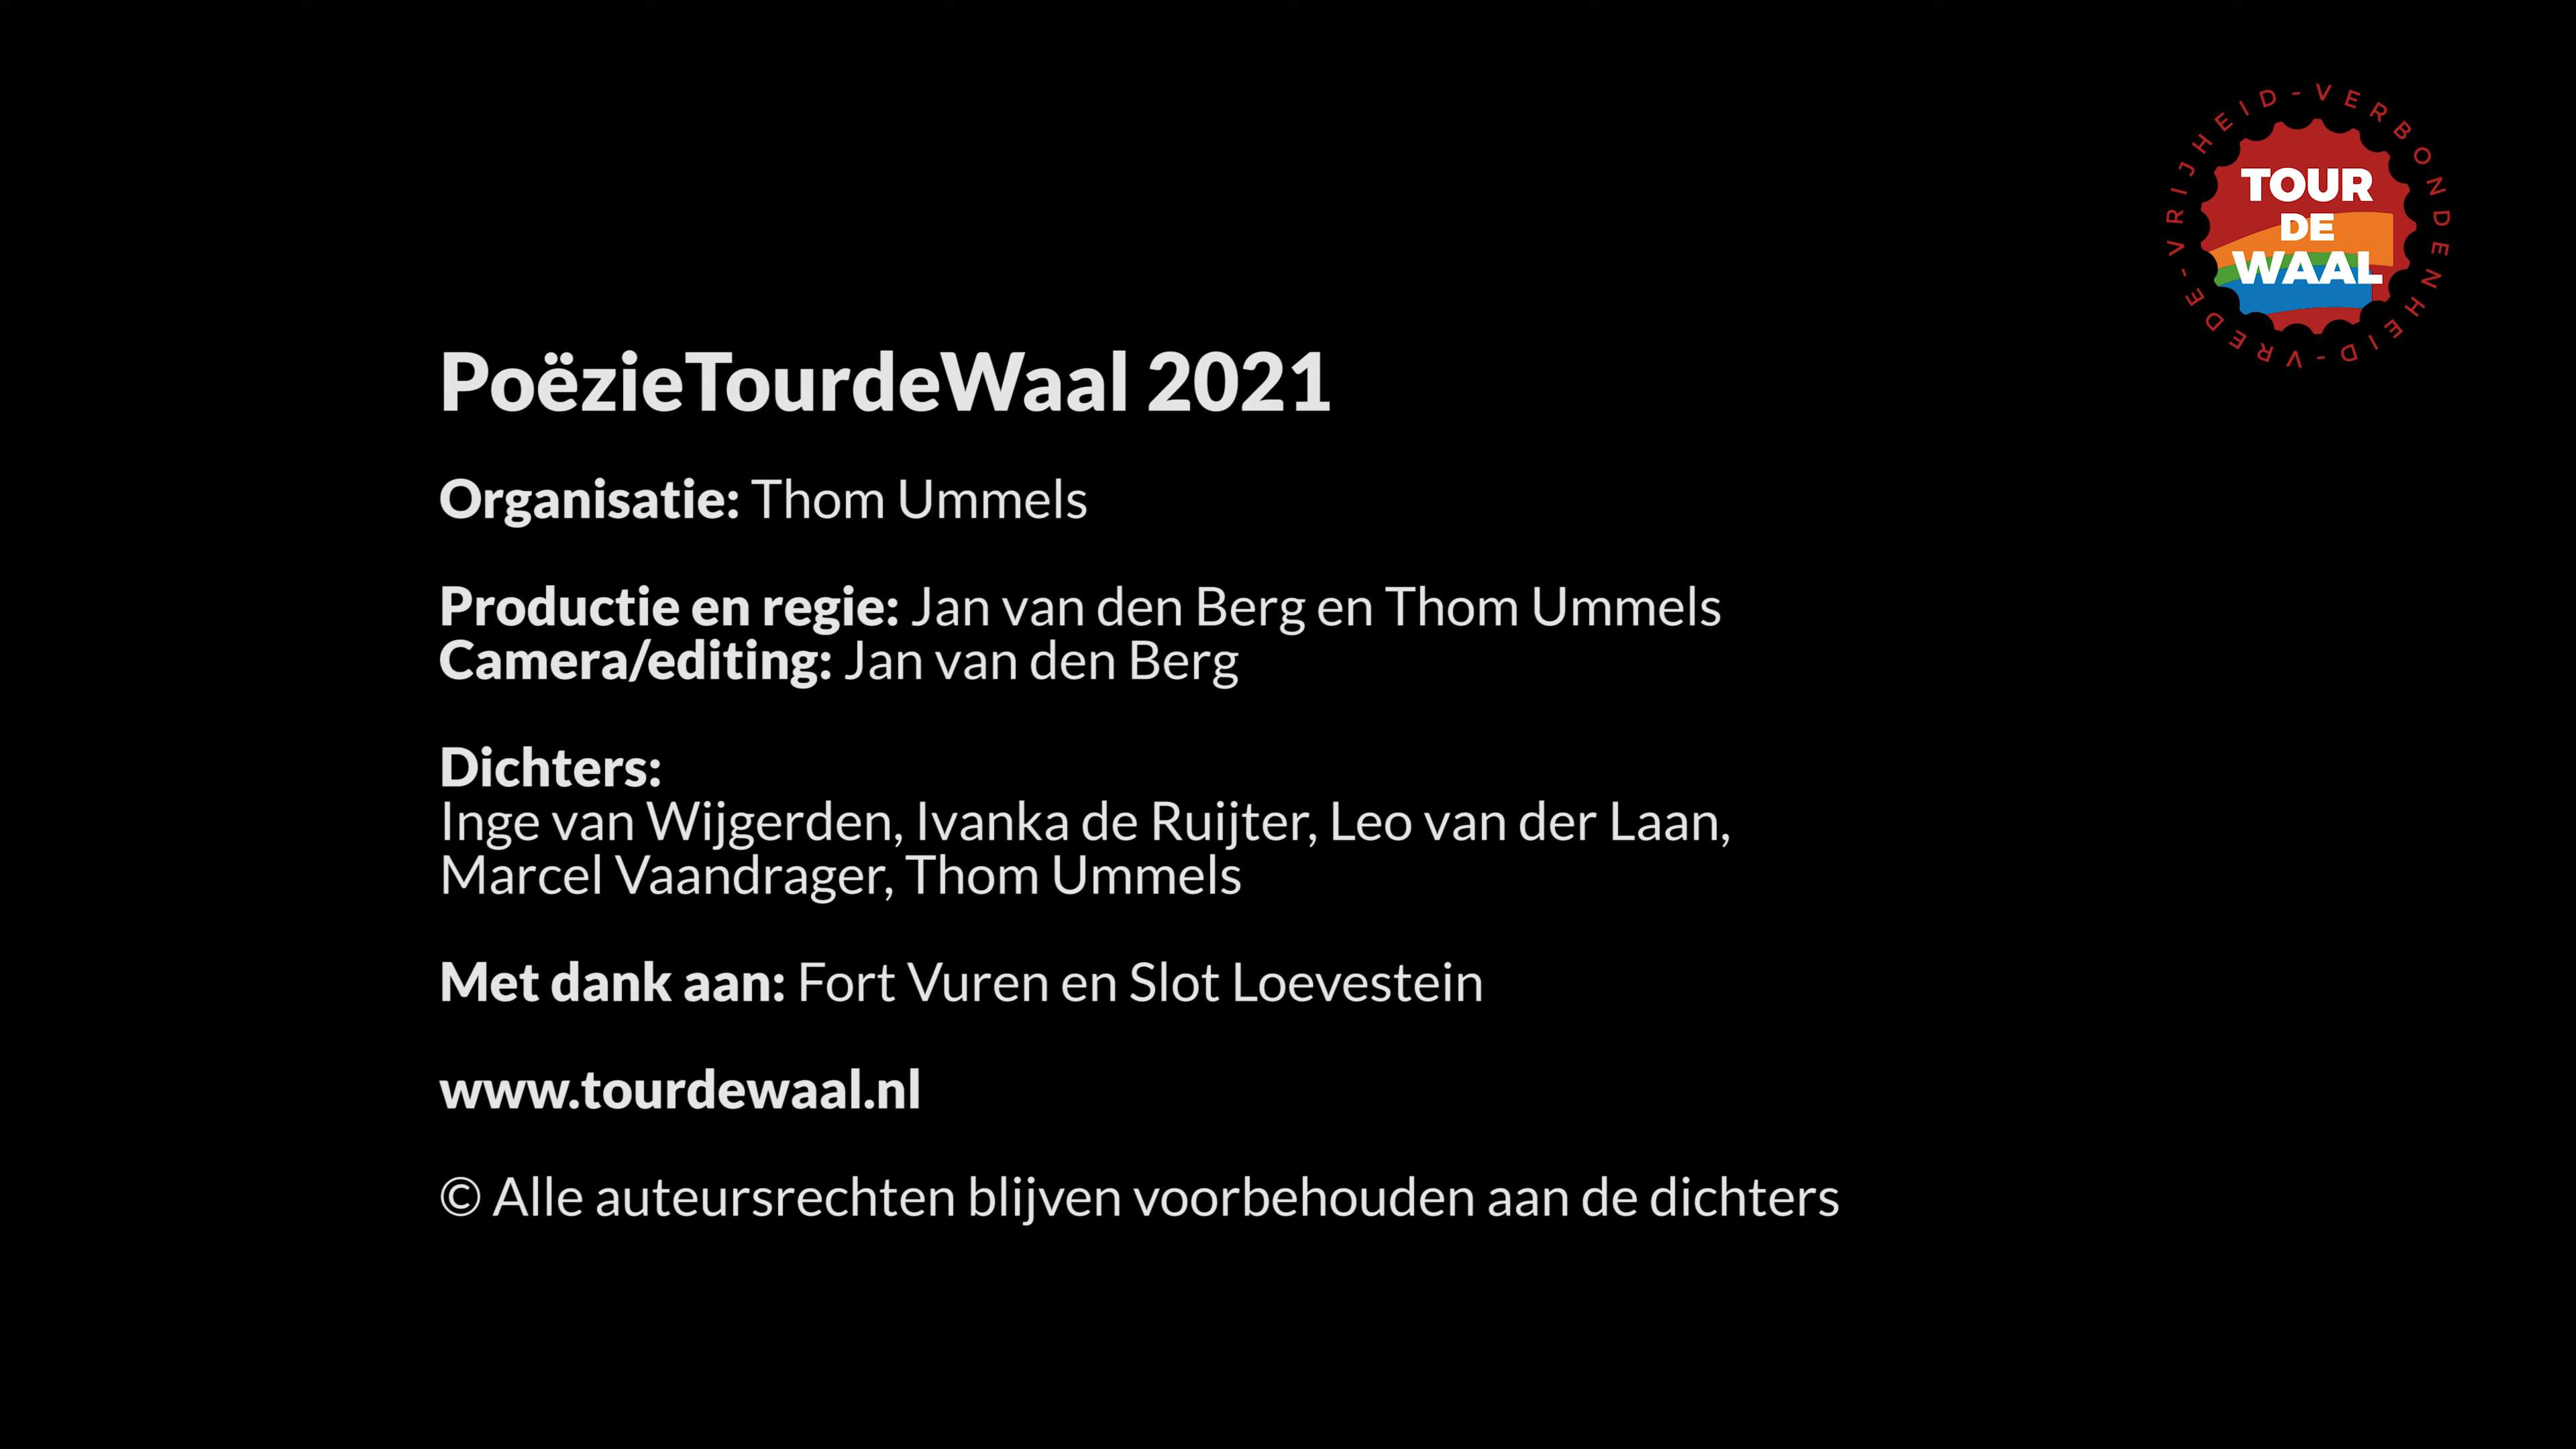 VRIJHEID-VERBONDENHEID-VREDE-
TOUR
DE
WAAL
PoëzieTourdeWaal 2021
Organisatie: Thom Ummels
Productie en regie: Jan van den Berg en Thom Ummels
Camera/editing: Jan van den Berg
Dichters:
Inge van Wijgerden, Ivanka de Ruijter, Leo van der Laan,
Marcel Vaandrager, Thom Ummels
Met dank aan: Fort Vuren en Slot Loevestein
www.tourdewaal.nl
© Alle auteursrechten blijven voorbehouden aan de dichters